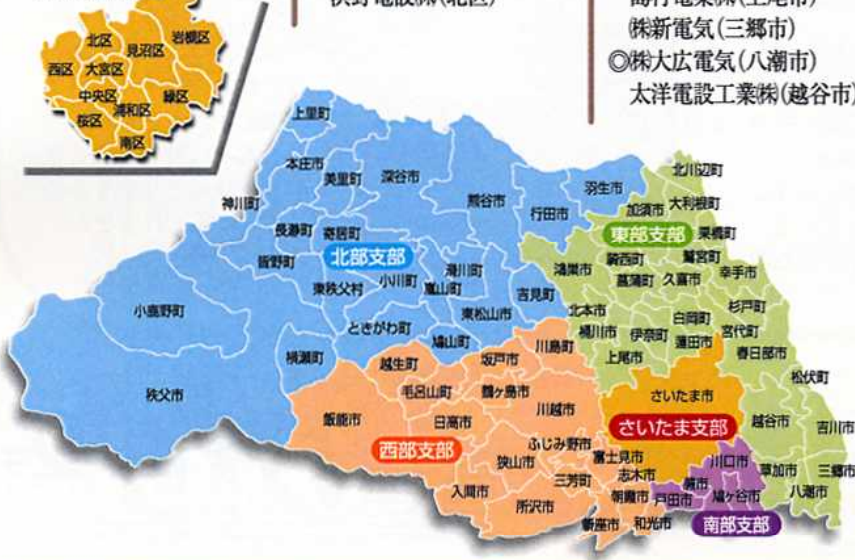 岩槻区
北区
見沼区
西区
大宮区
中央区
緑区
浦和区
桜区
南区
㈱新電気(三郷市)
◎㈱大広電気(八潮市)
太洋電設工業㈱(越谷市)
上里町
本庄市
美里町
深谷市
神川町
熊谷市
行田市
羽生市
北川辺町
加須市
大利根町
長瀞町
寄居町
北部支部
皆野町
東秩父村
小川町
嵐山町
滑川町
吉見町
東松山市
小鹿野町
ときがわ町
鳩山町
横瀬町
秩父市
東部支部
栗橋町
騎西町
鷲宮町
鴻巣市
菖蒲町
久喜市
幸手市
北本市
白岡町
杉戸町
桶川市
伊奈町
蓮田市
宮代町
上尾市
春日部市
松伏町
越生町
坂戸市
川島町
毛呂山町
鶴ヶ島市
飯能市
日高市
川越市
西部支部
ふじみ野市
狭山市
富士見市
三芳町
志木市
入間市
所沢市
朝霞市
新座市
和光市
さいたま市
さいたま支部
越谷市
吉川市
川口市
草加市
三郷市
蕨市
戸田市
鳩ヶ谷市
八潮市
南部支部